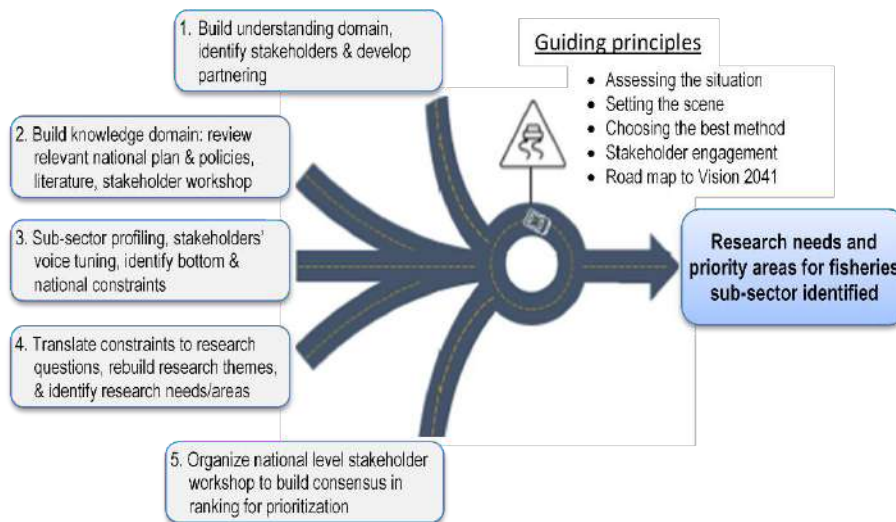 1. Build understanding domain,
identify stakeholders & develop
partnering
Guiding principles
• Assessing the situation
• Setting the scene
• Choosing the best method
• Stakeholder engagement
• Road map to Vision 2041
2. Build knowledge domain: review
relevant national plan & policies,
literature, stakeholder workshop
3. Sub-sector profiling, stakeholders'
voice tuning, identify bottom &
national constraints
4. Translate constraints to research
questions, rebuild research themes,
& identify research needs/areas
5. Organize national level stakeholder
workshop to build consensus in
ranking for prioritization
Research needs and
priority areas for fisheries
sub-sector identified